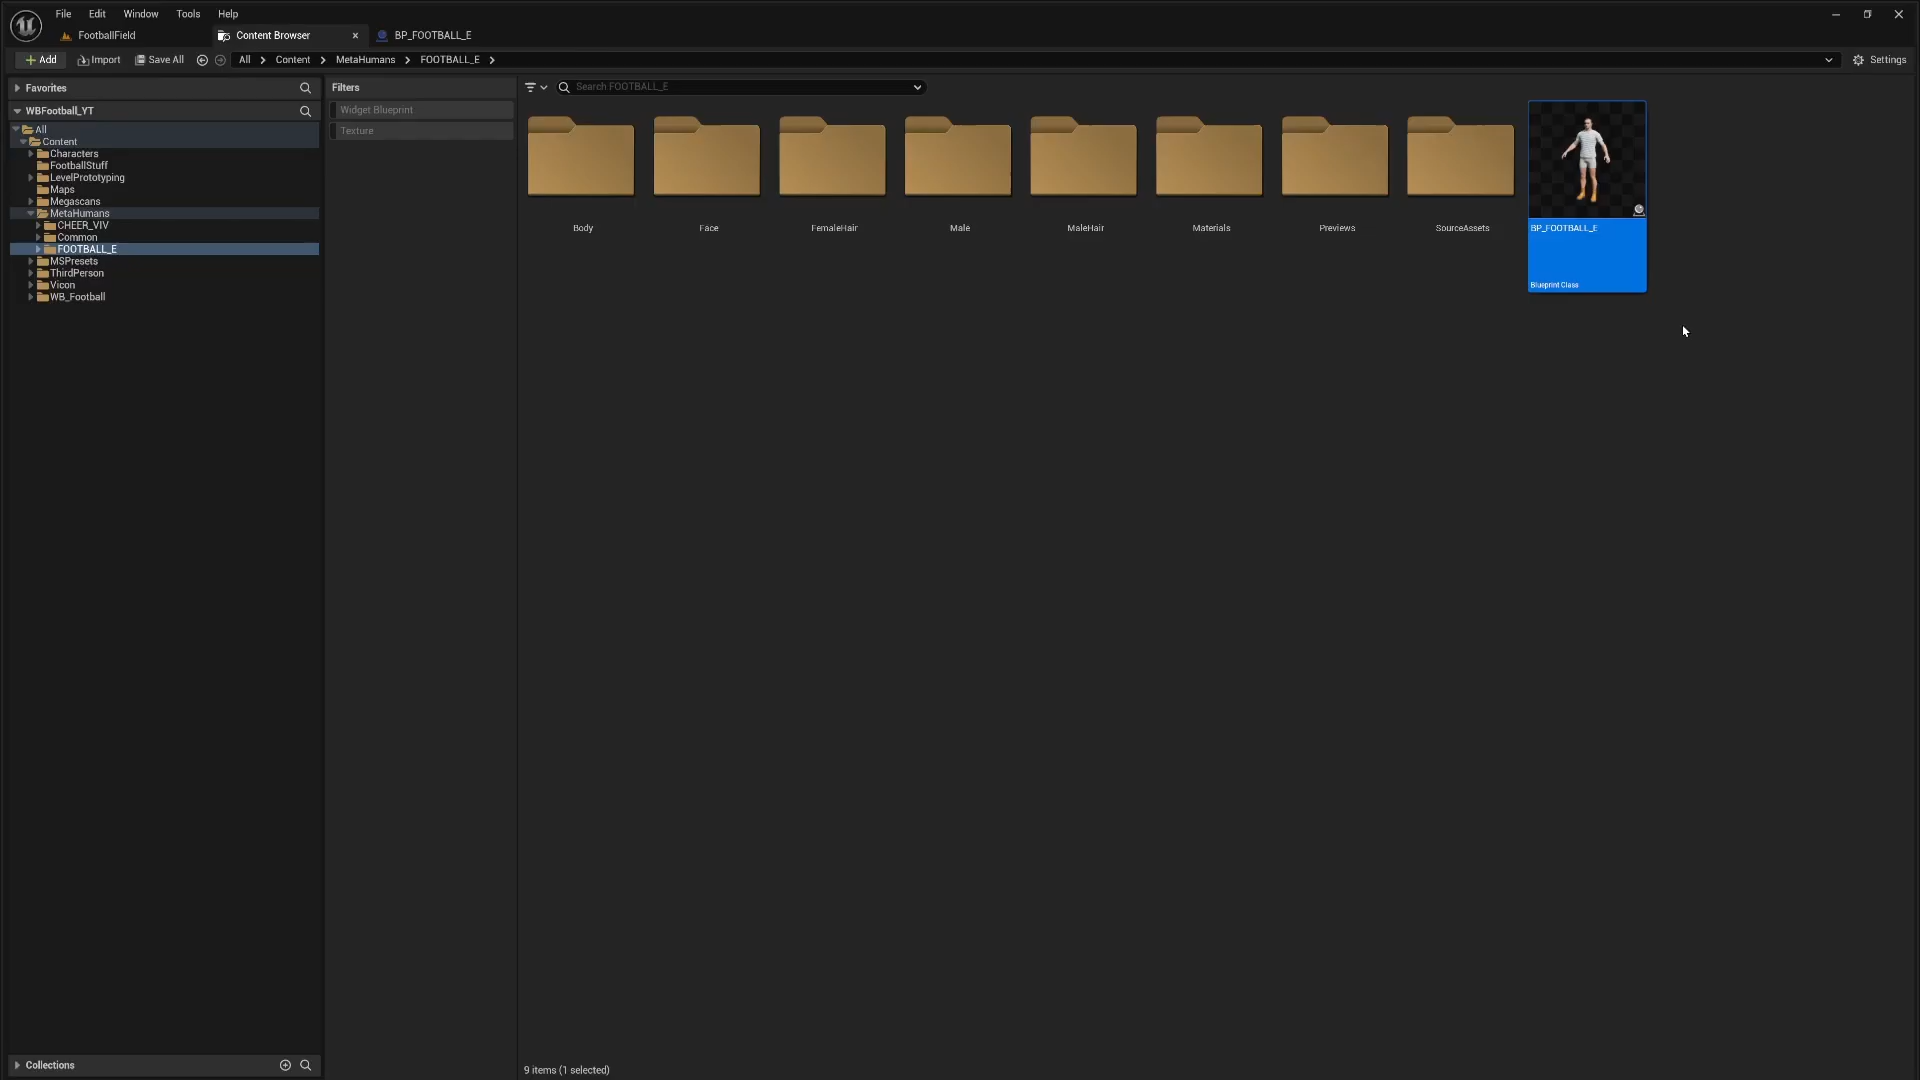 File Edit Window Tools Help
FootballField Content Browser BP_FOOTBALL_E
Add Import Save All All Content MetaHumans FOOTBALL_E Settings
Favorites
WBFootball_YT
All
Content
Characters
FootballStuff
LevelPrototyping
Maps
Megascans
MetaHumans
CHEER_VIV
Common
FOOTBALL_E
MSPresets
ThirdPerson
Vicon
WB_Football
Collections
Filters
Widget Blueprint
Texture
Search FOOTBALL_E
Body Face FemaleHair Male MaleHair Materials Previews SourceAssets BP_FOOTBALL_E
Blueprint Class
9 items (1 selected)